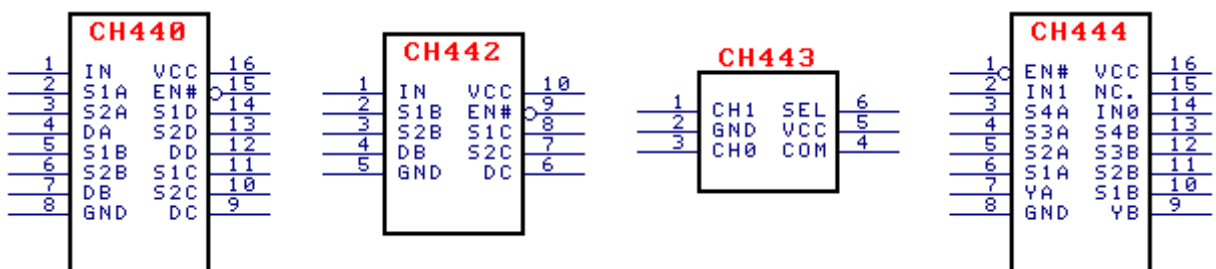 CH440
1 IN VCC 16
2 S1A EN# 15
3 S2A S1D 14
4 DA S2D 13
5 S1B DD 12
6 S2B S1C 11
7 DB S2C 10
8 GND DC 9
CH442
1 IN VCC 10
2 S1B EN# 9
3 S2B S1C 8
4 DB S2C 7
5 GND DC 6
CH443
1 CH1 SEL 6
2 GND VCC 5
3 CH0 COM 4
CH444
1 EN# VCC 16
2 IN1 NC. 15
3 S4A IN0 14
4 S3A S4B 13
5 S2A S3B 12
6 S1A S2B 11
7 YA S1B 10
8 GND YB 9